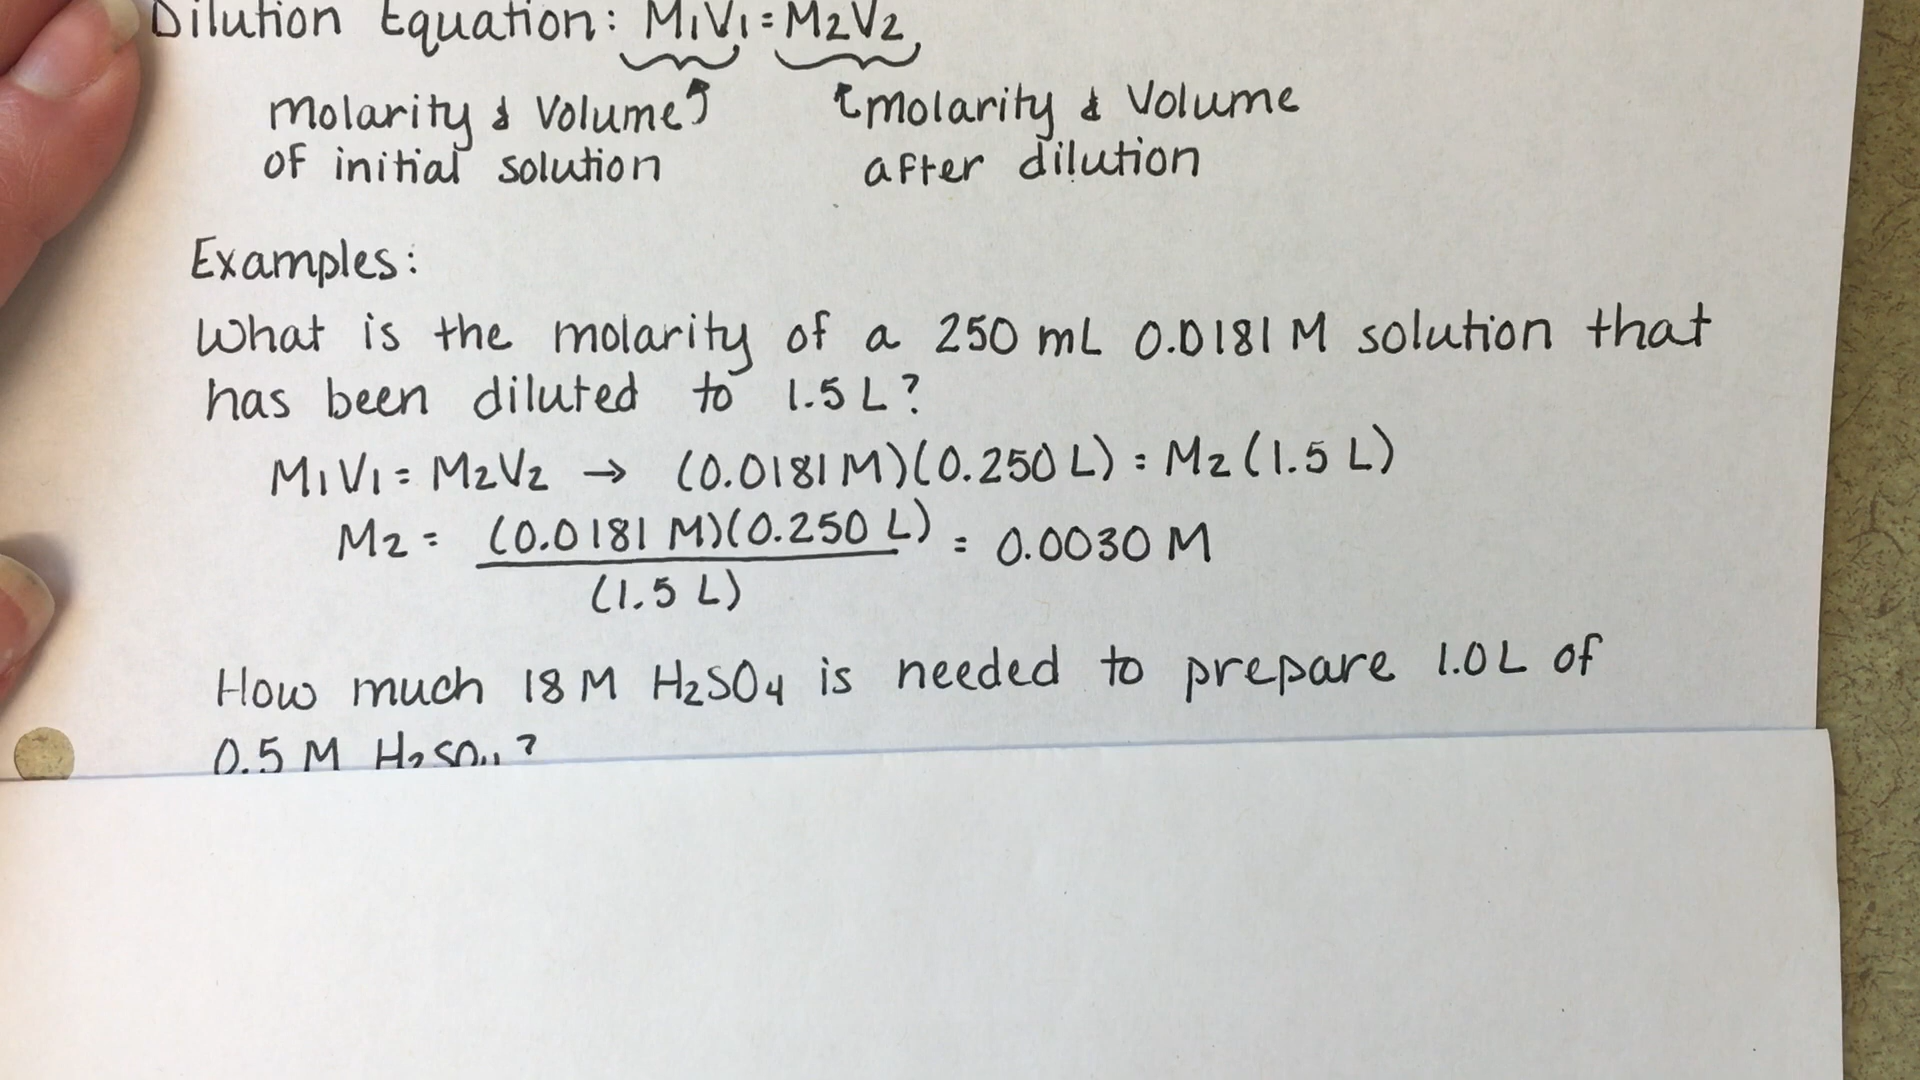 Dilution Equation: M1V1=M2V2
Molarity & Volume
of initial solution
Molarity & Volume
after dilution
Examples:
What is the molarity of a 250 mL 0.0181 M solution that
has been diluted to 1.5 L?
M1V1 = M2V2 → (0.0181 M)(0.250 L) = M2 (1.5 L)
M2 = (0.0181 M)(0.250 L) = 0.0030 M
(1.5 L)
How much 18 M H2SO4 is needed to prepare 1.0 L of
0.5 M H2SO4?